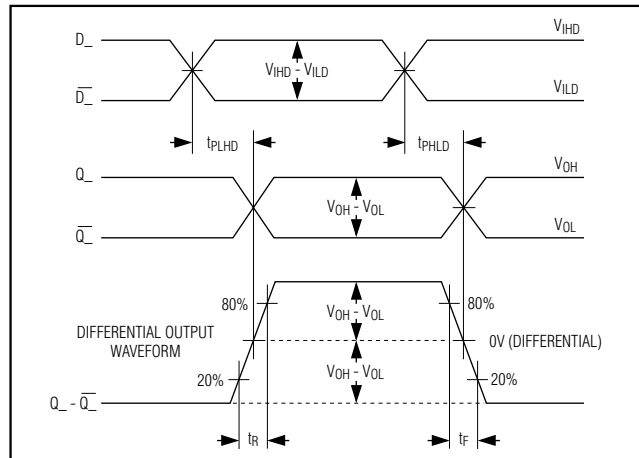 D_
V_IHD
V_IHD - V_ILD
D̅_̅
V_ILD
t_PLHD
t_PHLD
Q_
V_OH
V_OH - V_OL
Q̅_̅
V_OL
80%
80%
V_OH - V_OL
DIFFERENTIAL OUTPUT
WAVEFORM
0V (DIFFERENTIAL)
V_OH - V_OL
20%
20%
Q_ - Q̅_̅
t_R
t_F